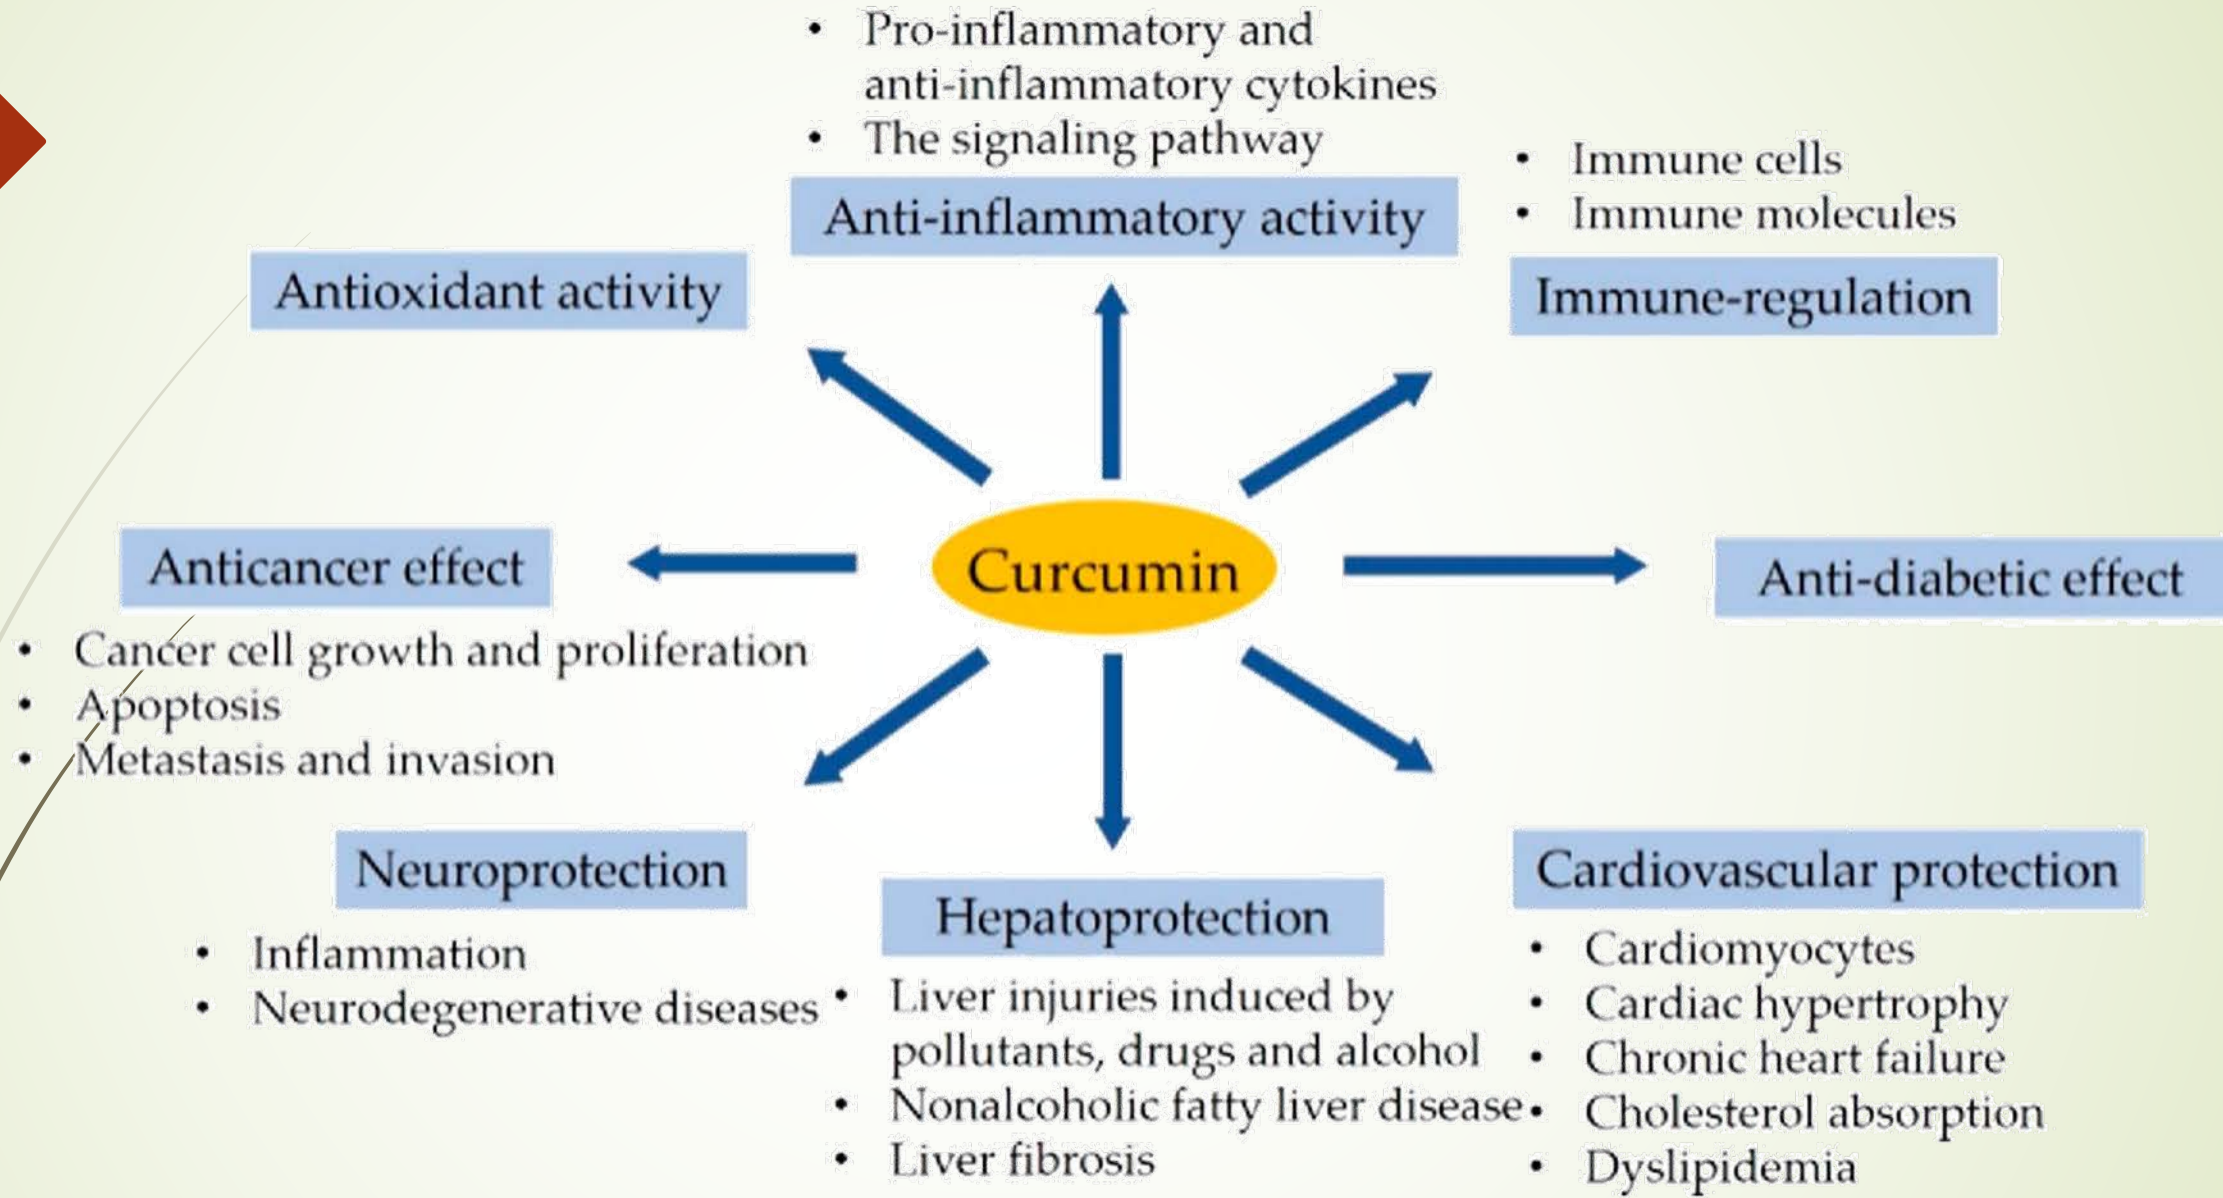 • Pro-inflammatory and
anti-inflammatory cytokines
• The signaling pathway
Anti-inflammatory activity
• Immune cells
• Immune molecules
Immune-regulation
Antioxidant activity
Curcumin
Anticancer effect
• Cancer cell growth and proliferation
• Apoptosis
• Metastasis and invasion
Anti-diabetic effect
Neuroprotection
• Inflammation
• Neurodegenerative diseases
Hepatoprotection
• Liver injuries induced by
pollutants, drugs and alcohol
• Nonalcoholic fatty liver disease
• Liver fibrosis
Cardiovascular protection
• Cardiomyocytes
• Cardiac hypertrophy
• Chronic heart failure
• Cholesterol absorption
• Dyslipidemia